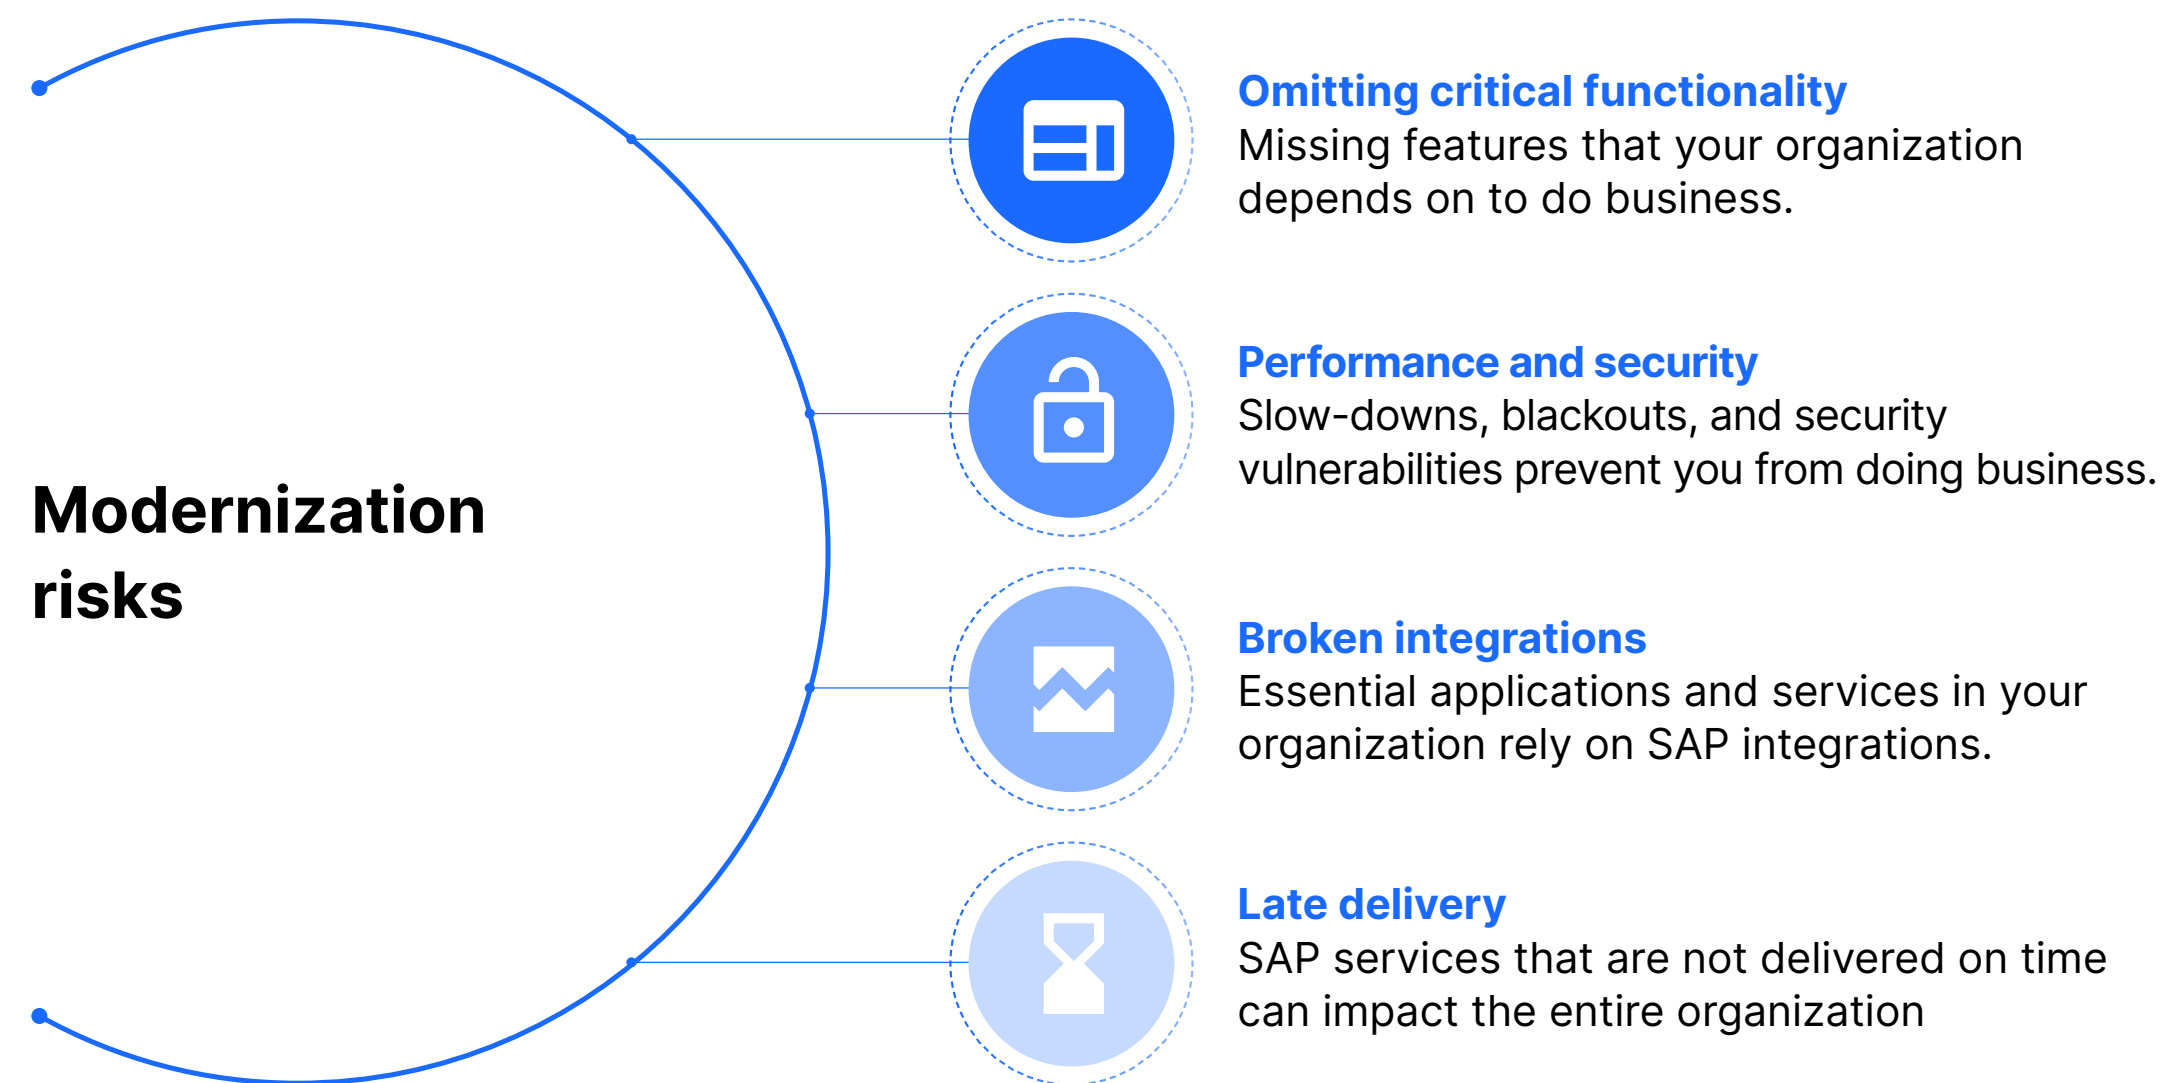 Modernization
risks
Omitting critical functionality
Missing features that your organization
depends on to do business.
Performance and security
Slow-downs, blackouts, and security
vulnerabilities prevent you from doing business.
Broken integrations
Essential applications and services in your
organization rely on SAP integrations.
Late delivery
SAP services that are not delivered on time
can impact the entire organization